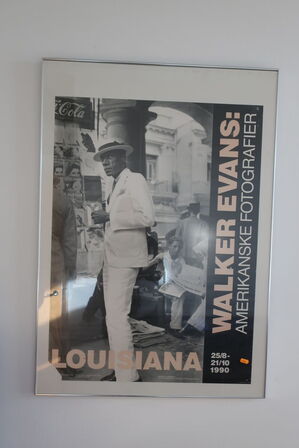 Coca-Cola
WALKER EVANS:
AMERIKANSKE FOTOGRAFIER
LOUISIANA
25/8-
21/10
1990